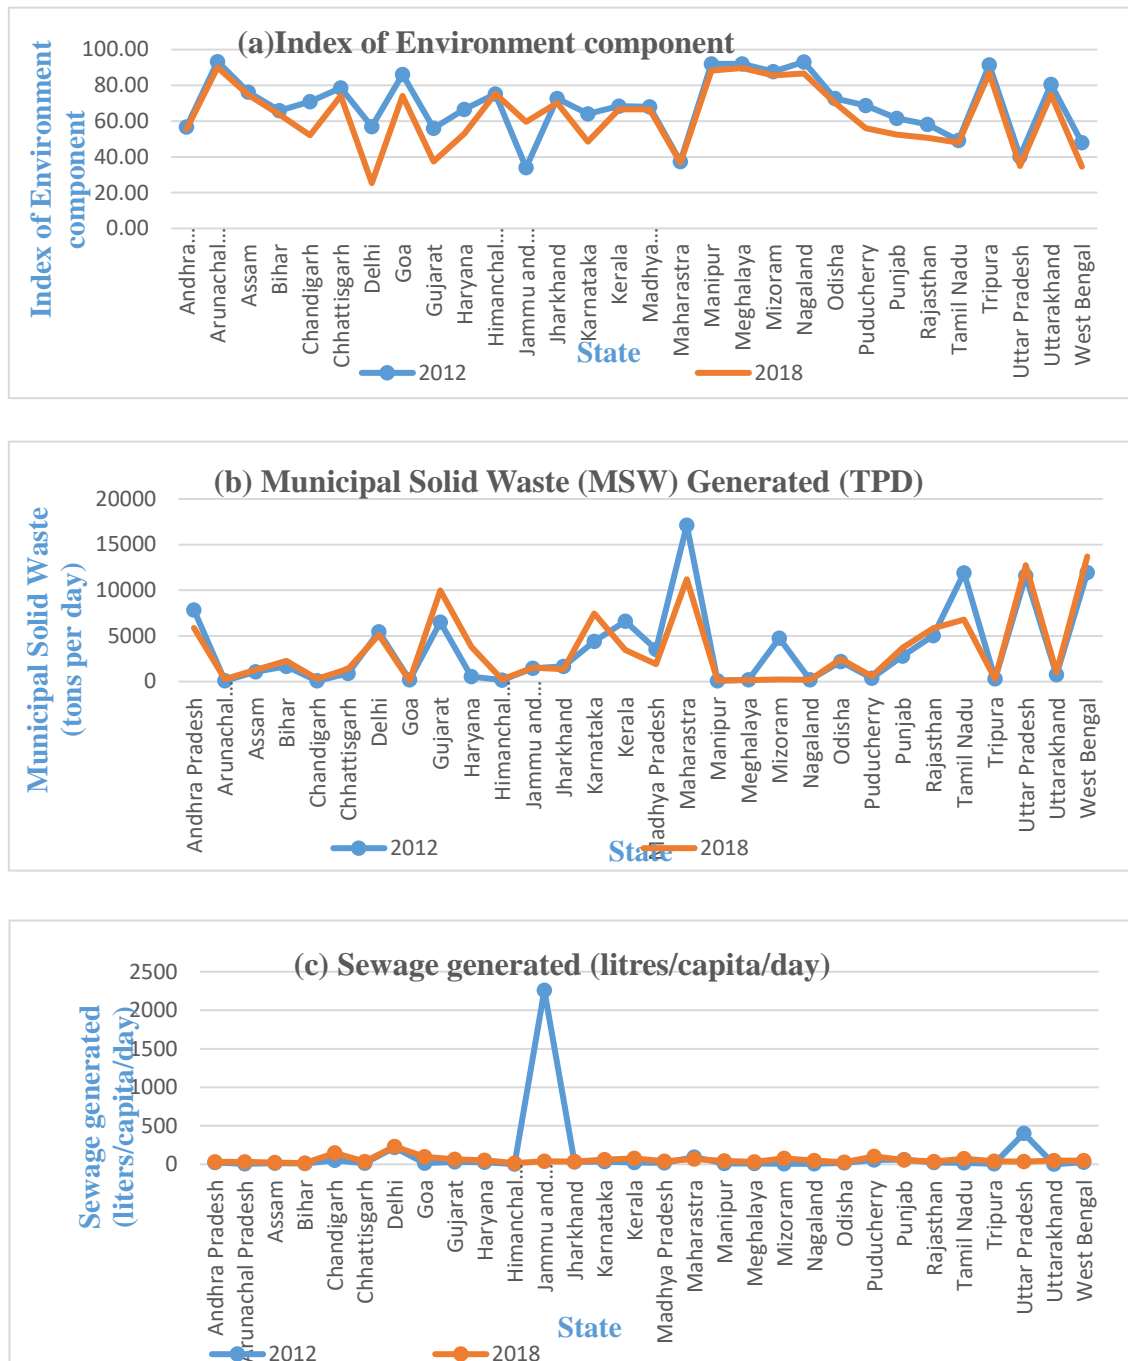 (a)Index of Environment component
Index of Environment
component
100.00
80.00
60.00
40.00
20.00
0.00
Andhra...
Arunachal...
Assam
Bihar
Chandigarh
Chhattisgarh
Delhi
Goa
Gujarat
Haryana
Himanchal...
Jammu and...
Jharkhand
Karnataka
Kerala
Madhya...
Maharastra
Manipur
Meghalaya
Mizoram
Nagaland
Odisha
Puducherry
Punjab
Rajasthan
Tamil Nadu
Tripura
Uttar Pradesh
Uttarakhand
West Bengal
State
2012
2018
(b) Municipal Solid Waste (MSW) Generated (TPD)
Municipal Solid Waste
(tons per day)
20000
15000
10000
5000
0
Andhra Pradesh
Arunachal...
Assam
Bihar
Chandigarh
Chhattisgarh
Delhi
Goa
Gujarat
Haryana
Himanchal...
Jammu and...
Jharkhand
Karnataka
Kerala
Madhya Pradesh
Maharastra
Manipur
Meghalaya
Mizoram
Nagaland
Odisha
Puducherry
Punjab
Rajasthan
Tamil Nadu
Tripura
Uttar Pradesh
Uttarakhand
West Bengal
State
2012
2018
(c) Sewage generated (litres/capita/day)
Sewage generated
(liters/capita/day)
2500
2000
1500
1000
500
0
Andhra Pradesh
Arunachal Pradesh
Assam
Bihar
Chandigarh
Chhattisgarh
Delhi
Goa
Gujarat
Haryana
Himanchal...
Jammu and...
Jharkhand
Karnataka
Kerala
Madhya Pradesh
Maharastra
Manipur
Meghalaya
Mizoram
Nagaland
Odisha
Puducherry
Punjab
Rajasthan
Tamil Nadu
Tripura
Uttar Pradesh
Uttarakhand
West Bengal
State
2012
2018